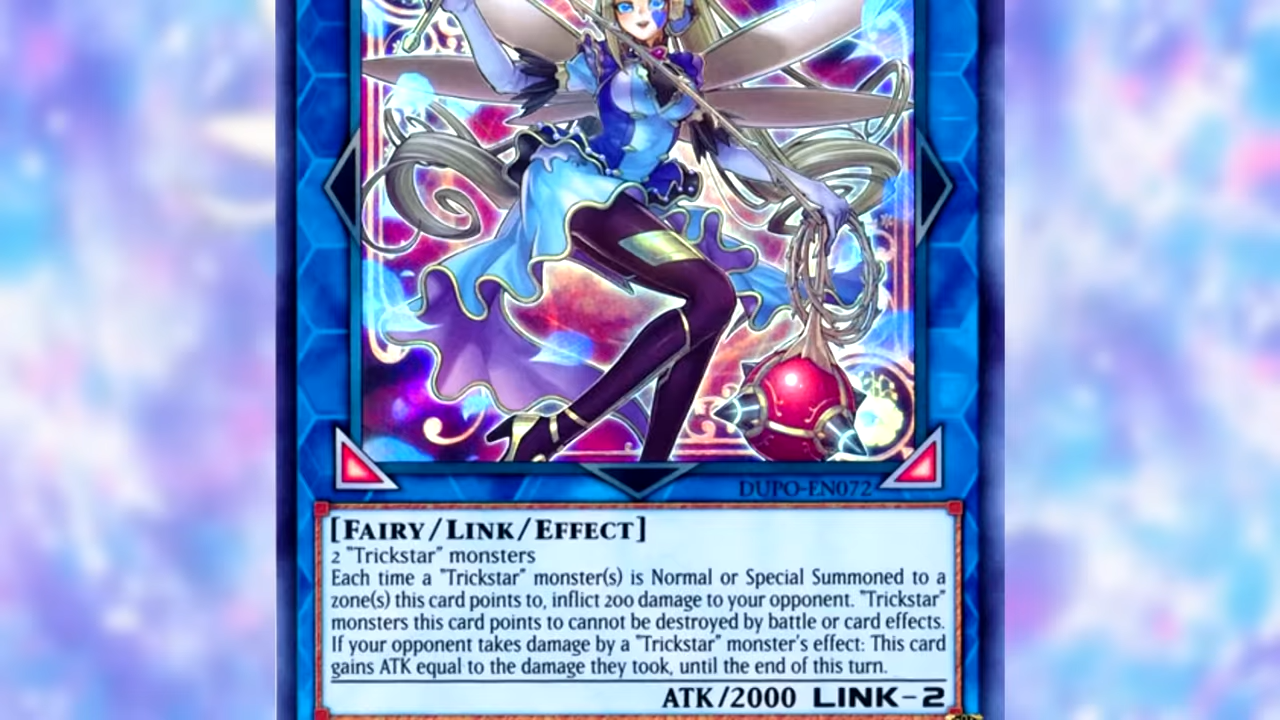 DUPO-EN072
[FAIRY/LINK/EFFECT]
2 "Trickstar" monsters
Each time a "Trickstar" monster(s) is Normal or Special Summoned to a
zone(s) this card points to, inflict 200 damage to your opponent. "Trickstar"
monsters this card points to cannot be destroyed by battle or card effects.
If your opponent takes damage by a "Trickstar" monster's effect: This card
gains ATK equal to the damage they took, until the end of this turn.
ATK/2000 LINK-2